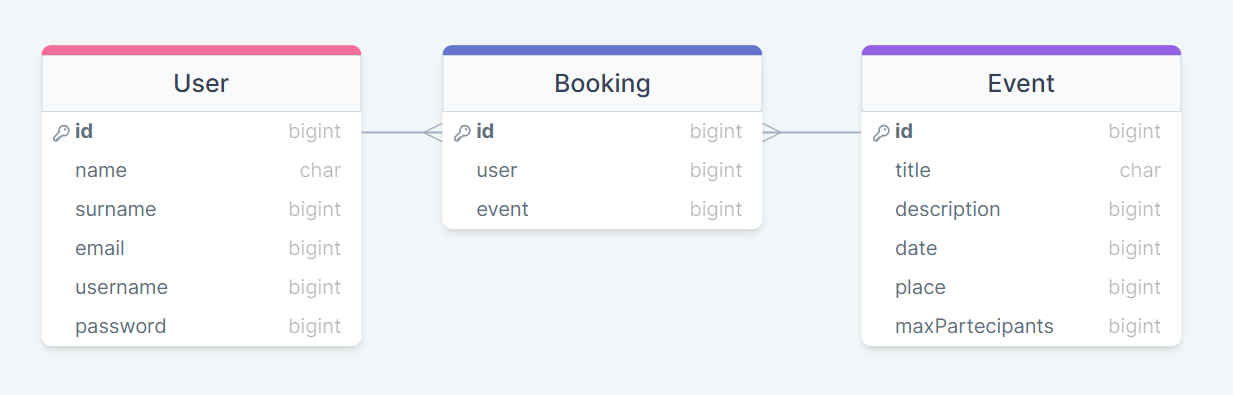 User
id bigint
name char
surname bigint
email bigint
username bigint
password bigint
Booking
id bigint
user bigint
event bigint
Event
id bigint
title char
description bigint
date bigint
place bigint
maxPartecipants bigint